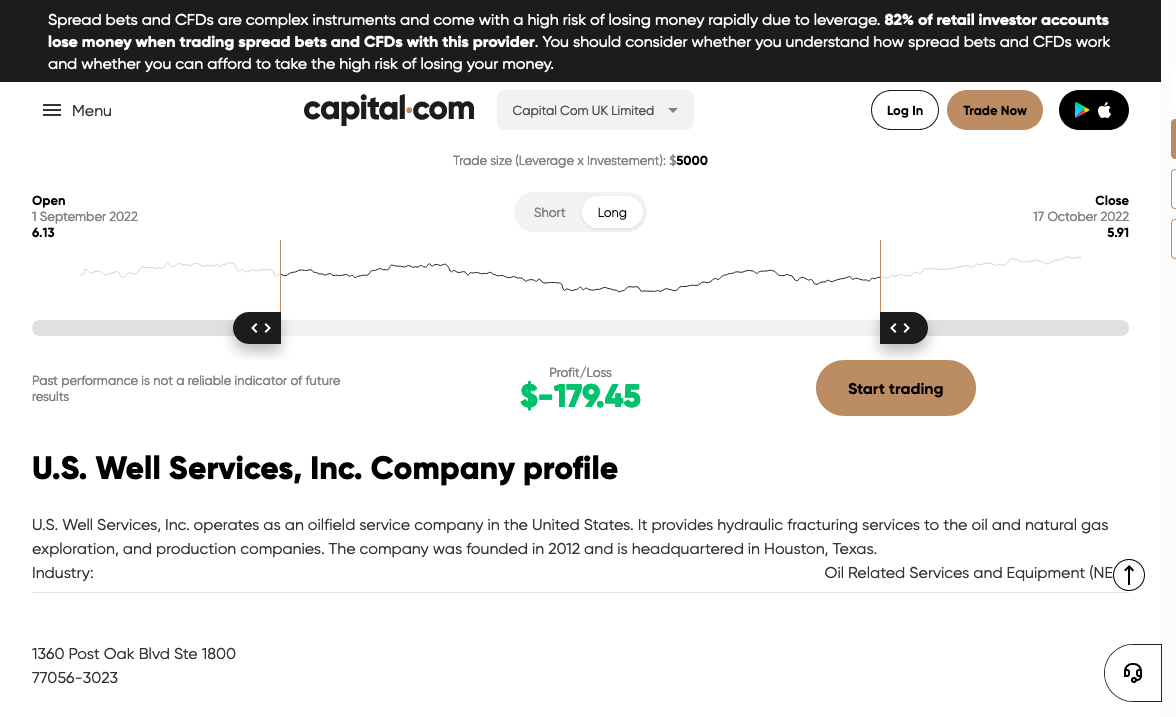 Spread bets and CFDs are complex instruments and come with a high risk of losing money rapidly due to leverage. 82% of retail investor accounts
lose money when trading spread bets and CFDs with this provider. You should consider whether you understand how spread bets and CFDs work
and whether you can afford to take the high risk of losing your money.
Menu
capital.com
Capital Com UK Limited
Log In
Trade Now
Trade size (Leverage x Investement): $5000
Open
1 September 2022
6.13
Short
Long
Close
17 October 2022
5.91
Past performance is not a reliable indicator of future
results
Profit/Loss
$-179.45
Start trading
U.S. Well Services, Inc. Company profile
U.S. Well Services, Inc. operates as an oilfield service company in the United States. It provides hydraulic fracturing services to the oil and natural gas
exploration, and production companies. The company was founded in 2012 and is headquartered in Houston, Texas.
Industry:
Oil Related Services and Equipment (NE
1360 Post Oak Blvd Ste 1800
77056-3023